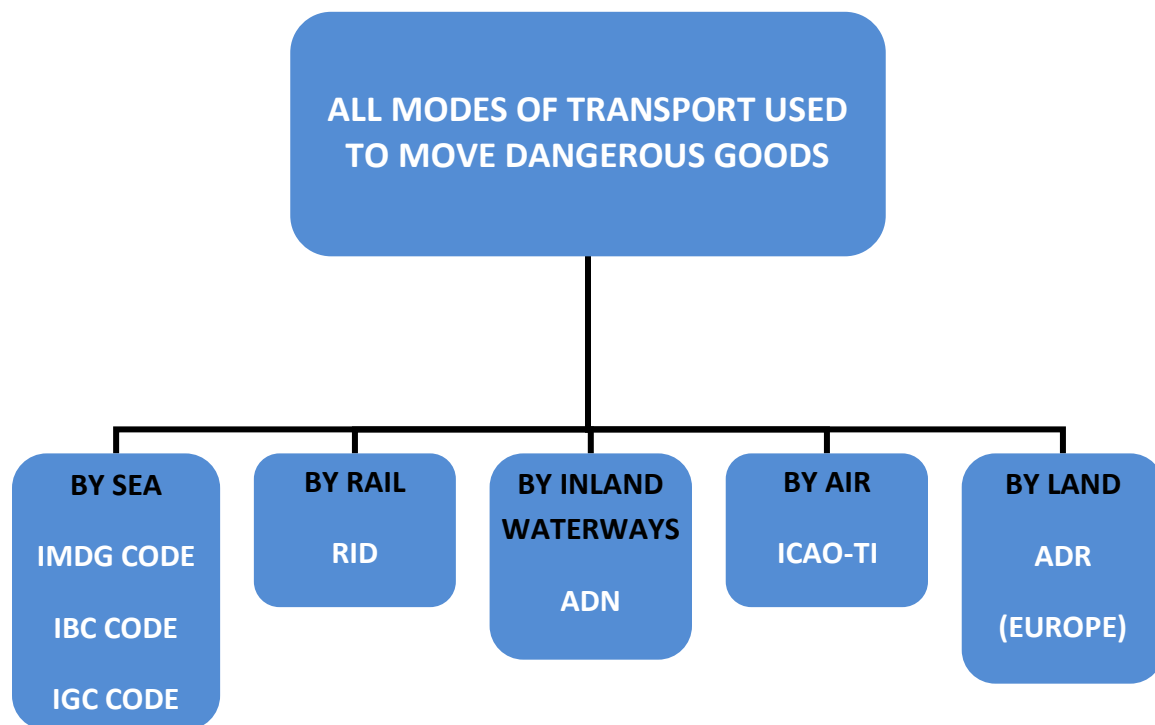 ALL MODES OF TRANSPORT USED
TO MOVE DANGEROUS GOODS
BY SEA
IMDG CODE
IBC CODE
IGC CODE
BY RAIL
RID
BY INLAND
WATERWAYS
ADN
BY AIR
ICAO-TI
BY LAND
ADR
(EUROPE)